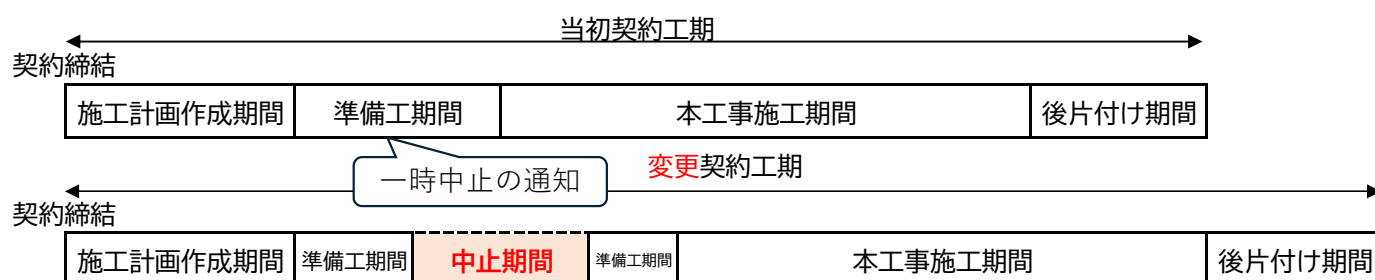 当初契約工期
契約締結
施工計画作成期間 準備工期間 本工事施工期間 後片付け期間
一時中止の通知
変更契約工期
契約締結
施工計画作成期間 準備工期間 中止期間 準備工期間 本工事施工期間 後片付け期間